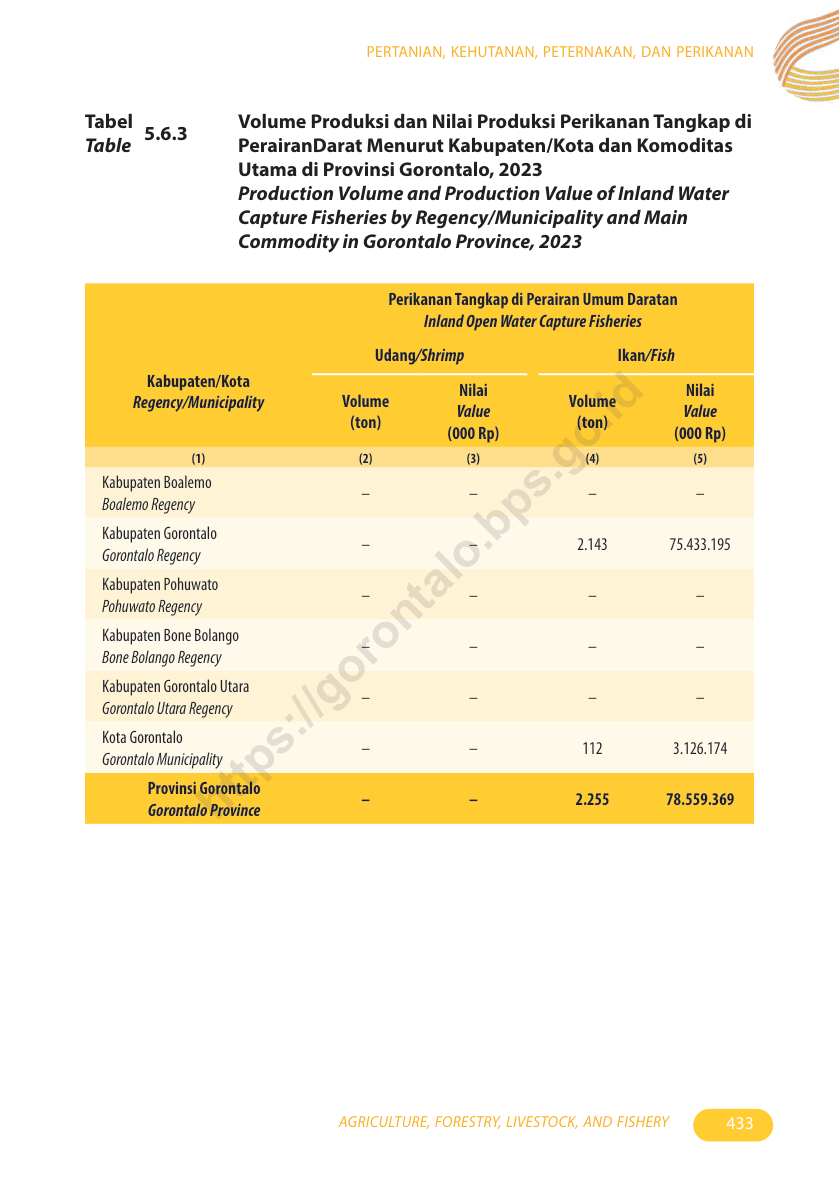 PERTANIAN, KEHUTANAN, PETERNAKAN, DAN PERIKANAN
Tabel
Table
5.6.3
Volume Produksi dan Nilai Produksi Perikanan Tangkap di
PerairanDarat Menurut Kabupaten/Kota dan Komoditas
Utama di Provinsi Gorontalo, 2023
Production Volume and Production Value of Inland Water
Capture Fisheries by Regency/Municipality and Main
Commodity in Gorontalo Province, 2023
Kabupaten/Kota
Regency/Municipality
Perikanan Tangkap di Perairan Umum Daratan
Inland Open Water Capture Fisheries
Udang/Shrimp
Ikan/Fish
Volume
(ton)
Nilai
Value
(000 Rp)
Volume
(ton)
Nilai
Value
(000 Rp)
(1) (2) (3) (4) (5)
Kabupaten Boalemo
Boalemo Regency
– – – –
Kabupaten Gorontalo
Gorontalo Regency
– – 2.143 75.433.195
Kabupaten Pohuwato
Pohuwato Regency
– – – –
Kabupaten Bone Bolango
Bone Bolango Regency
– – – –
Kabupaten Gorontalo Utara
Gorontalo Utara Regency
– – – –
Kota Gorontalo
Gorontalo Municipality
– – 112 3.126.174
Provinsi Gorontalo
Gorontalo Province
– – 2.255 78.559.369
https://gorontalo.bps.go.id
AGRICULTURE, FORESTRY, LIVESTOCK, AND FISHERY
433